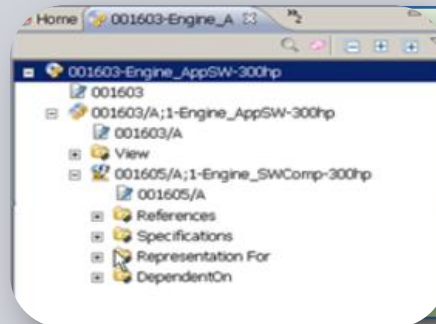 Home 001603-Engine_A
2
001603-Engine_AppSW-300hp
001603
001603/A;1-Engine_AppSW-300hp
001603/A
View
001605/A;1-Engine_SWComp-300hp
001605/A
References
Specifications
Representation For
DependentOn